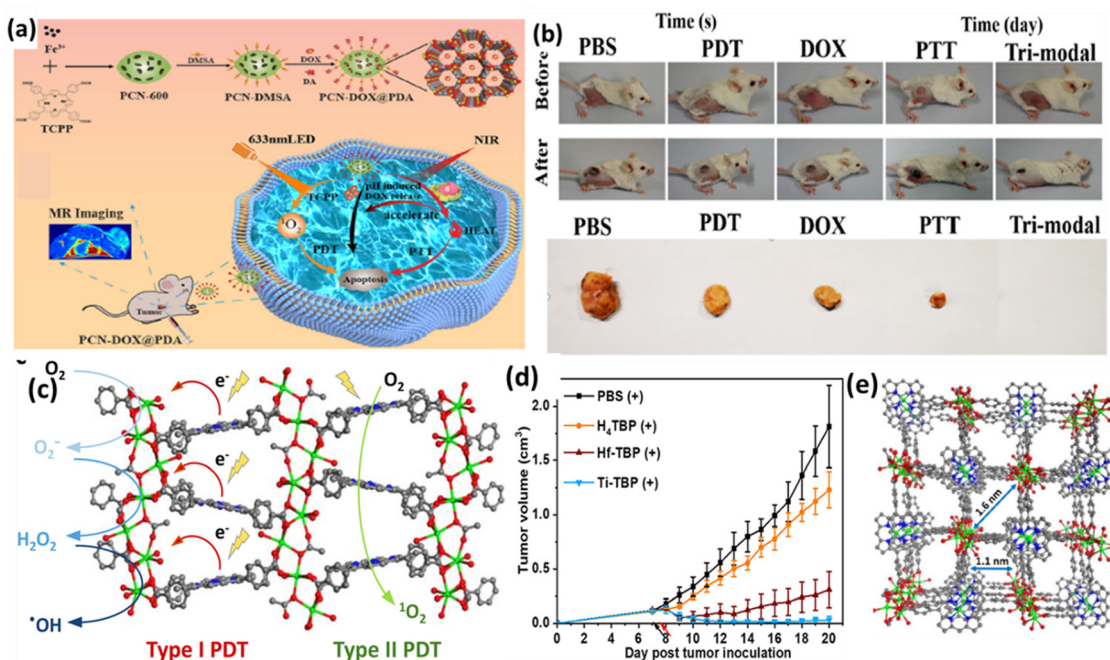 (a)
Fe3+
DMSA
DOX
DA
PCN-600
PCN-DMSA
PCN-DOX@PDA
TCPP
633nmLED
NIR
TCPP
pH induced
DOX release
accelerate
MR Imaging
PDT
PTT
HEAT
Apoptosis
Tumor
PCN-DOX@PDA
(b)
Time (s)
Time (day)
PBS
PDT
DOX
PTT
Tri-modal
Before
After
PBS
PDT
DOX
PTT
Tri-modal
(c)
O2
e-
O2
O2-
e-
H2O2
e-
•OH
1O2
Type I PDT
Type II PDT
(d)
PBS (+)
H4TBP (+)
Hf-TBP (+)
Ti-TBP (+)
Tumor volume (cm3)
2.0
1.5
1.0
0.5
0.0
0 6 8 10 12 14 16 18 20
Day post tumor inoculation
(e)
1.6 nm
1.1 nm